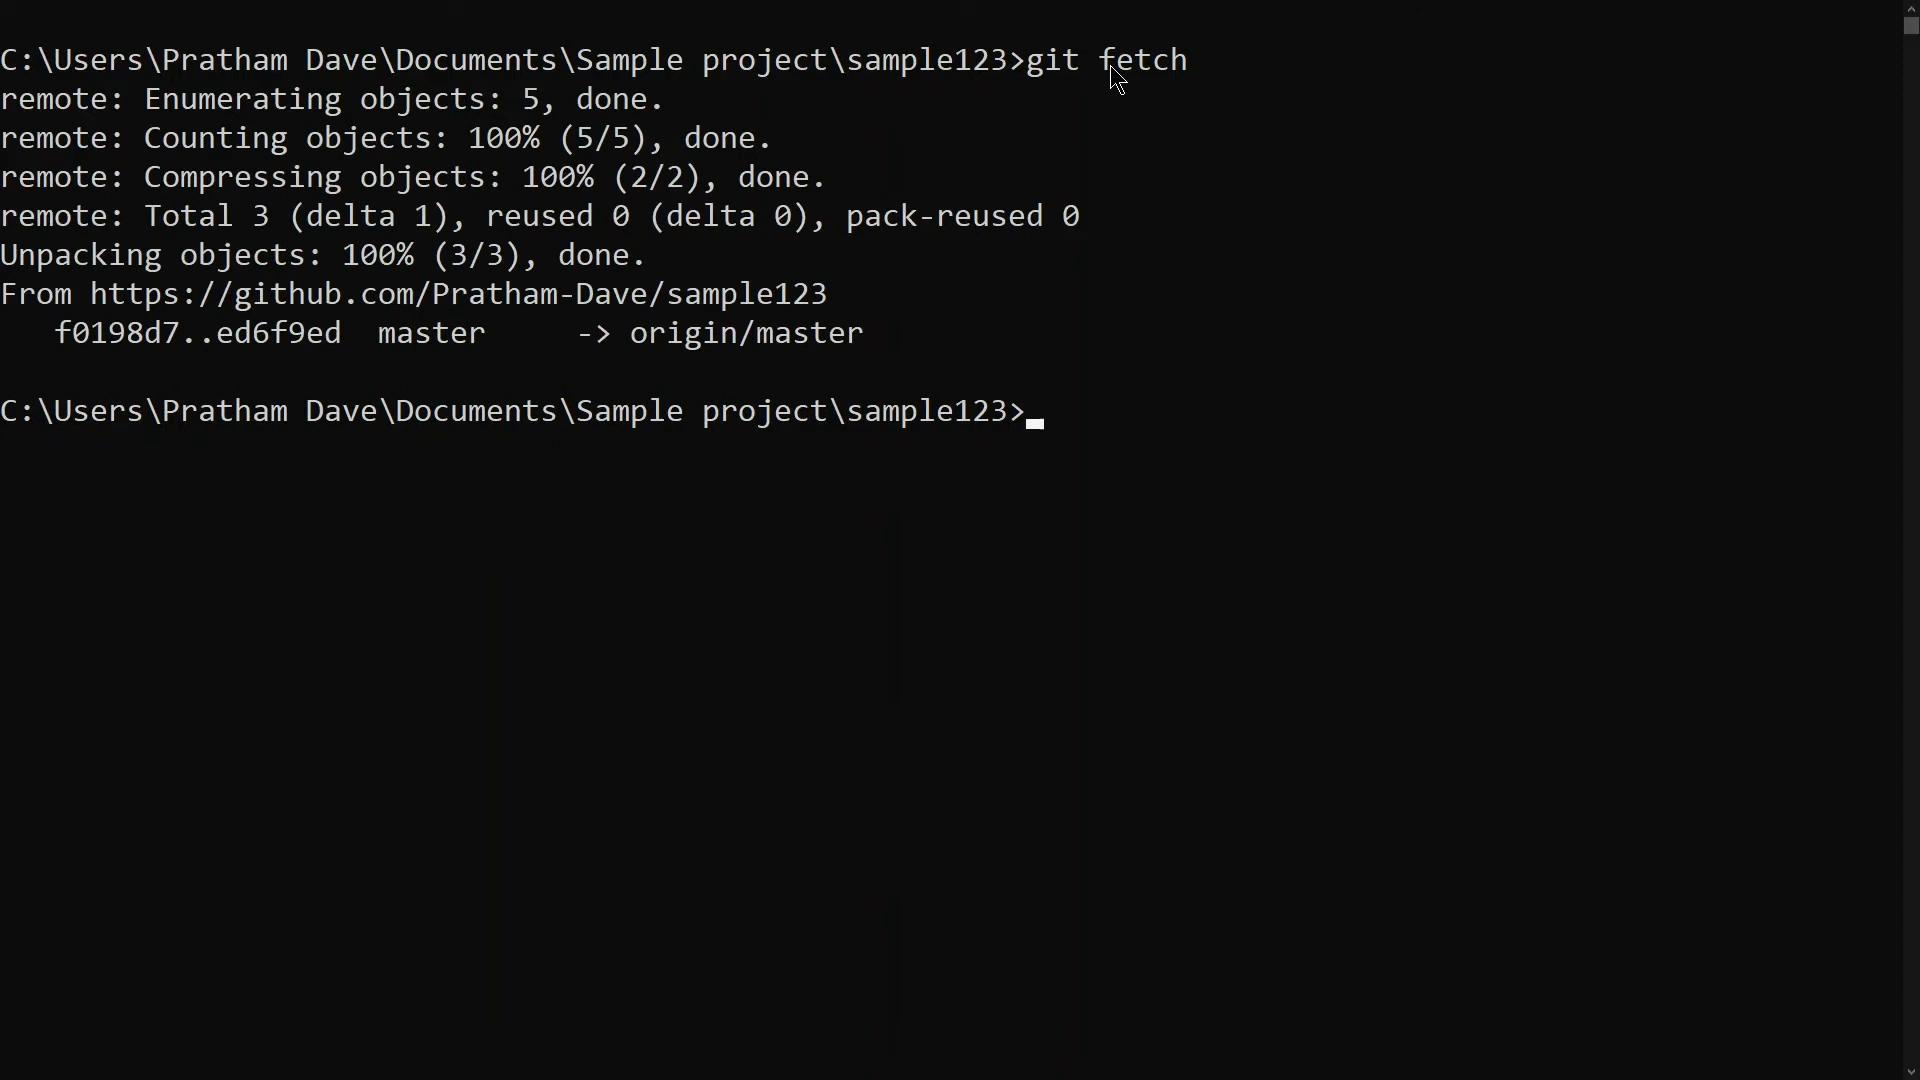 C:\Users\Pratham Dave\Documents\Sample project\sample123>git fetch
remote: Enumerating objects: 5, done.
remote: Counting objects: 100% (5/5), done.
remote: Compressing objects: 100% (2/2), done.
remote: Total 3 (delta 1), reused 0 (delta 0), pack-reused 0
Unpacking objects: 100% (3/3), done.
From https://github.com/Pratham-Dave/sample123
   f0198d7..ed6f9ed  master     -> origin/master
C:\Users\Pratham Dave\Documents\Sample project\sample123>